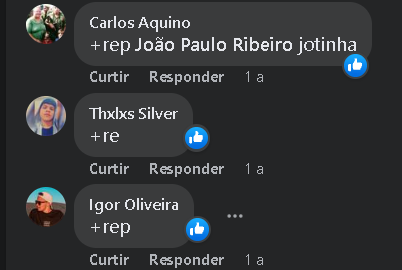 Carlos Aquino
+rep João Paulo Ribeiro jotinha
Curtir Responder 1 a
Thxlxs Silver
+re
Curtir Responder 1 a
Igor Oliveira
+rep
Curtir Responder 1 a